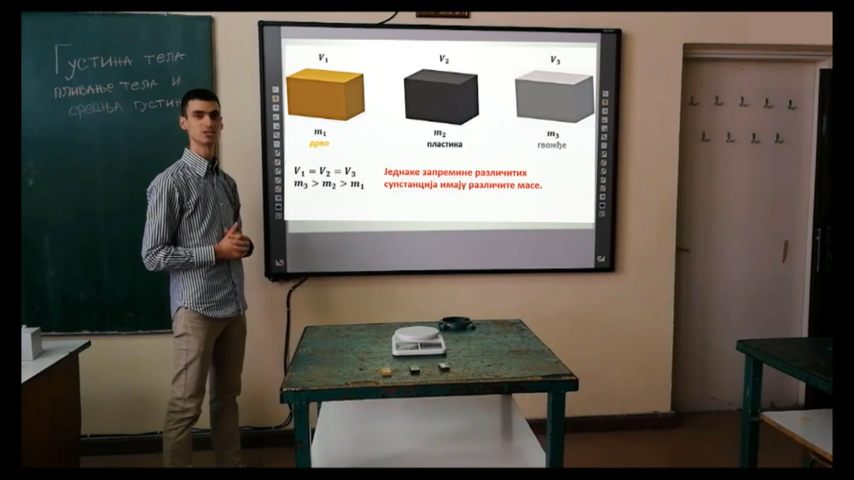 Густина тела
пливање тела и
средња густин
V₁
V₂
V₃
m₁
m₂
m₃
дрво
пластика
гвожђе
V₁ = V₂ = V₃
m₃ > m₂ > m₁
Једнаке запремине различитих
супстанција имају различите масе.